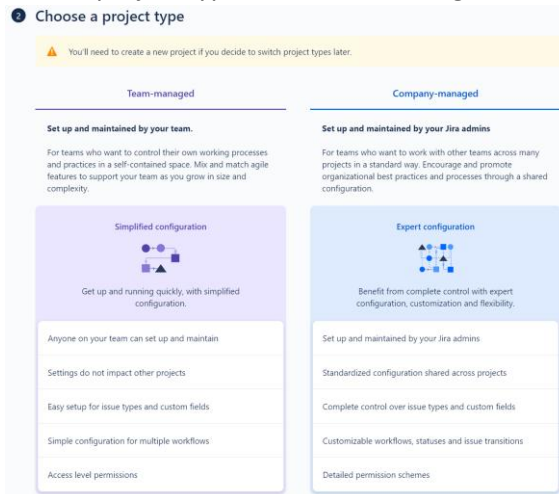 2 Choose a project type
You'll need to create a new project if you decide to switch project types later.
Team-managed
Set up and maintained by your team.
For teams who want to control their own working processes
and practices in a self-contained space. Mix and match agile
features to support your team as you grow in size and
complexity.
Simplified configuration
Get up and running quickly, with simplified
configuration.
Anyone on your team can set up and maintain
Settings do not impact other projects
Easy setup for issue types and custom fields
Simple configuration for multiple workflows
Access level permissions
Company-managed
Set up and maintained by your Jira admins
For teams who want to work with other teams across many
projects in a standard way. Encourage and promote
organizational best practices and processes through a shared
configuration.
Expert configuration
Benefit from complete control with expert
configuration, customization and flexibility.
Set up and maintained by your Jira admins
Standardized configuration shared across projects
Complete control over issue types and custom fields
Customizable workflows, statuses and issue transitions
Detailed permission schemes